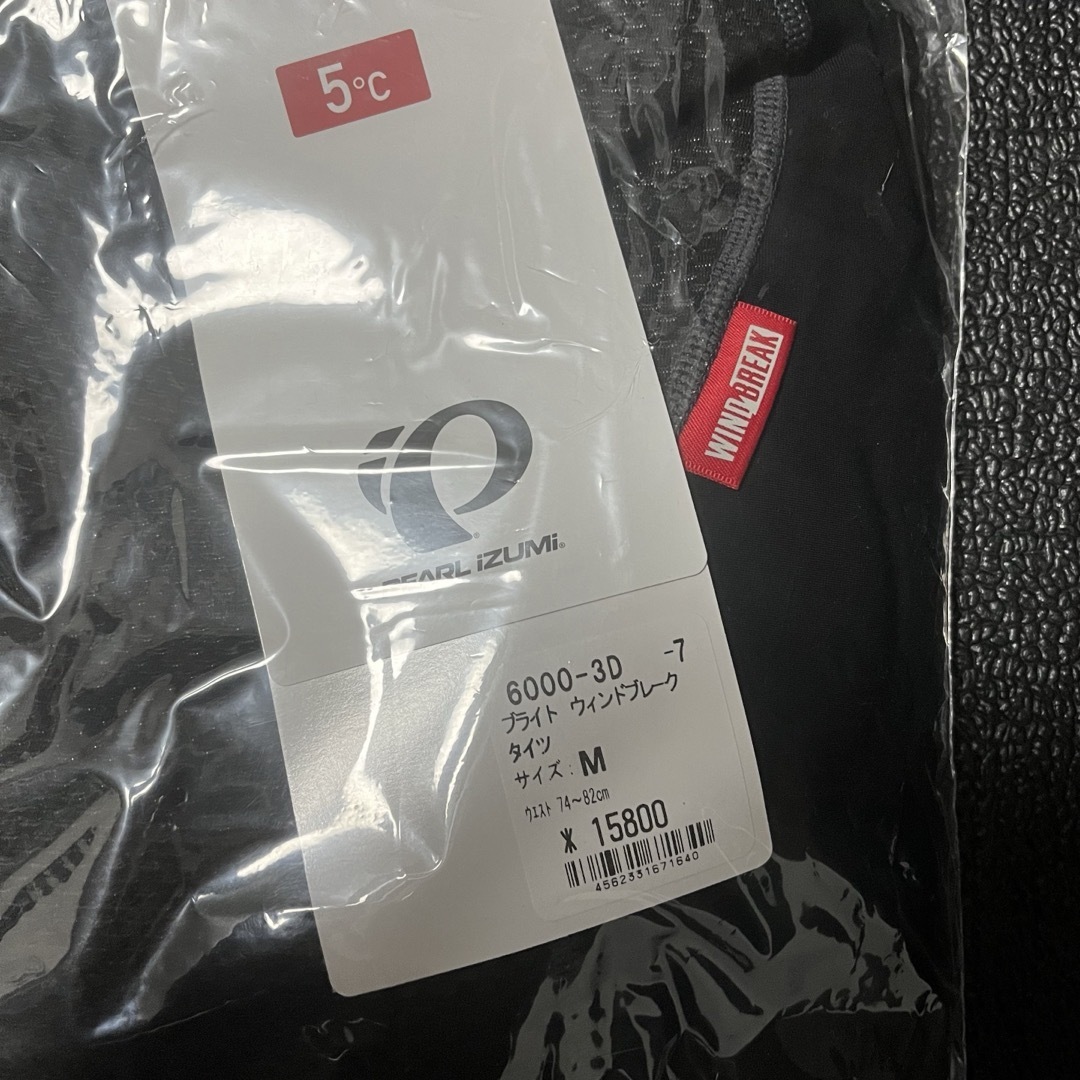 5°C
WIND BREAK
PEARL iZUMi®
6000-3D -7
ブライト ウィンドブレーク
タイツ
サイズ: M
ウエスト 74~82cm
¥ 15800
4562331671640